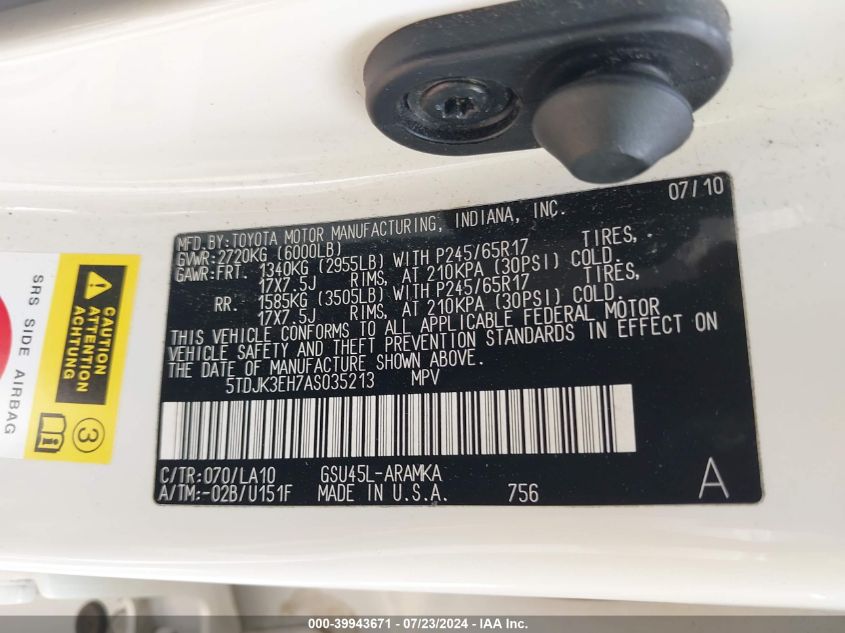 07/10
MFD.BY:TOYOTA MOTOR MANUFACTURING, INDIANA, INC.
GVWR:2720KG (6000LB)
GAWR:FRT. 1340KG (2955LB) WITH P245/65R17 TIRES,
17X7.5J RIMS, AT 210KPA (30PSI) COLD.
RR. 1585KG (3505LB) WITH P245/65R17 TIRES,
17X7.5J RIMS, AT 210KPA (30PSI) COLD.
THIS VEHICLE CONFORMS TO ALL APPLICABLE FEDERAL MOTOR
VEHICLE SAFETY AND THEFT PREVENTION STANDARDS IN EFFECT ON
THE DATE OF MANUFACTURE SHOWN ABOVE.
5TDJK3EH7AS035213 MPV
C/TR:070/LA10 GSU45L-ARAMKA
A/TM:-02B/U151F MADE IN U.S.A. 756 A
SRS SIDE AIRBAG
CAUTION
ATTENTION
ACHTUNG
i
3
000-39943671 - 07/23/2024 - IAA Inc.